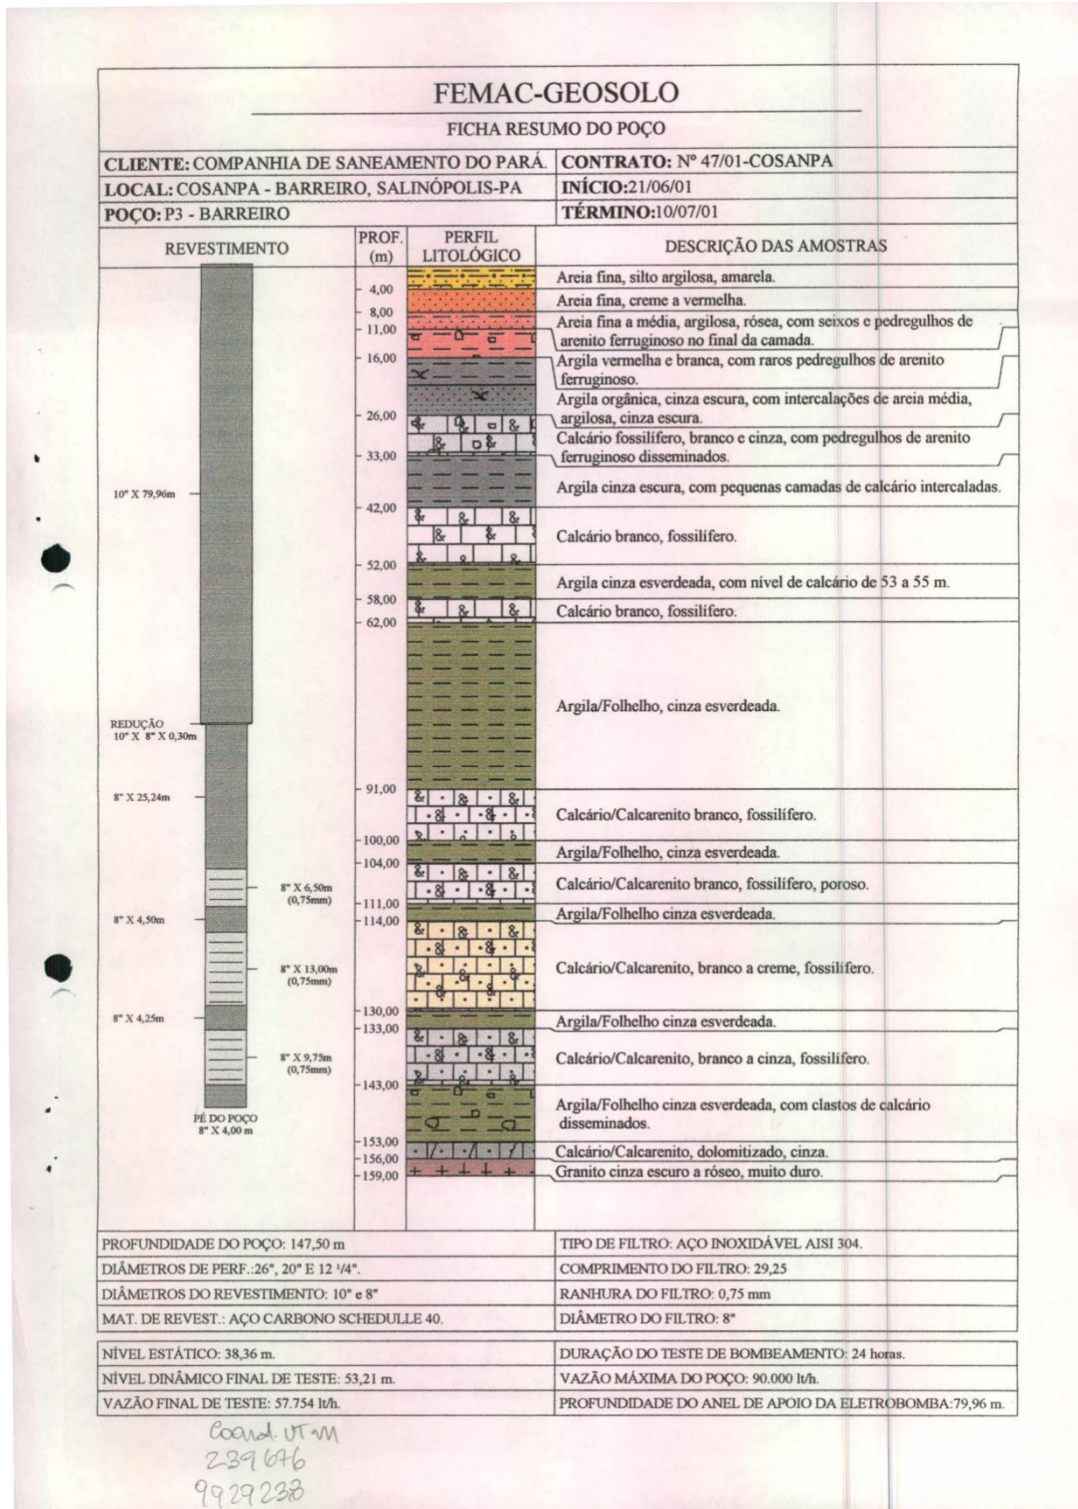 FEMAC-GEOSOLO
FICHA RESUMO DO POÇO
CLIENTE: COMPANHIA DE SANEAMENTO DO PARÁ. CONTRATO: Nº 47/01-COSANPA
LOCAL: COSANPA - BARREIRO, SALINÓPOLIS-PA INÍCIO:21/06/01
POÇO: P3 - BARREIRO TÉRMINO:10/07/01
REVESTIMENTO
PROF. (m)
PERFIL LITOLÓGICO
DESCRIÇÃO DAS AMOSTRAS
10" X 79,96m
REDUÇÃO
10" X 8" X 0,30m
8" X 25,24m
8" X 6,50m
(0,75mm)
8" X 4,50m
8" X 13,00m
(0,75mm)
8" X 4,25m
8" X 9,75m
(0,75mm)
PÉ DO POÇO
8" X 4,00 m
4,00
8,00
11,00
16,00
26,00
33,00
42,00
52,00
58,00
62,00
91,00
100,00
104,00
111,00
114,00
130,00
133,00
143,00
153,00
156,00
159,00
Areia fina, silto argilosa, amarela.
Areia fina, creme a vermelha.
Areia fina a média, argilosa, rósea, com seixos e pedregulhos de
arenito ferruginoso no final da camada.
Argila vermelha e branca, com raros pedregulhos de arenito
ferruginoso.
Argila orgânica, cinza escura, com intercalações de areia média,
argilosa, cinza escura.
Calcário fossilífero, branco e cinza, com pedregulhos de arenito
ferruginoso disseminados.
Argila cinza escura, com pequenas camadas de calcário intercaladas.
Calcário branco, fossilífero.
Argila cinza esverdeada, com nível de calcário de 53 a 55 m.
Calcário branco, fossilífero.
Argila/Folhelho, cinza esverdeada.
Calcário/Calcarenito branco, fossilífero.
Argila/Folhelho, cinza esverdeada.
Calcário/Calcarenito branco, fossilífero, poroso.
Argila/Folhelho cinza esverdeada.
Calcário/Calcarenito, branco a creme, fossilífero.
Argila/Folhelho cinza esverdeada.
Calcário/Calcarenito, branco a cinza, fossilífero.
Argila/Folhelho cinza esverdeada, com clastos de calcário
disseminados.
Calcário/Calcarenito, dolomitizado, cinza.
Granito cinza escuro a róseo, muito duro.
PROFUNDIDADE DO POÇO: 147,50 m TIPO DE FILTRO: AÇO INOXIDÁVEL AISI 304.
DIÂMETROS DE PERF.:26", 20" E 12 1/4". COMPRIMENTO DO FILTRO: 29,25
DIÂMETROS DO REVESTIMENTO: 10" e 8" RANHURA DO FILTRO: 0,75 mm
MAT. DE REVEST.: AÇO CARBONO SCHEDULLE 40. DIÂMETRO DO FILTRO: 8"
NÍVEL ESTÁTICO: 38,36 m. DURAÇÃO DO TESTE DE BOMBEAMENTO: 24 horas.
NÍVEL DINÂMICO FINAL DE TESTE: 53,21 m. VAZÃO MÁXIMA DO POÇO: 90.000 lt/h.
VAZÃO FINAL DE TESTE: 57.754 lt/h. PROFUNDIDADE DO ANEL DE APOIO DA ELETROBOMBA:79,96 m.
Coord. UTM
239676
9929238